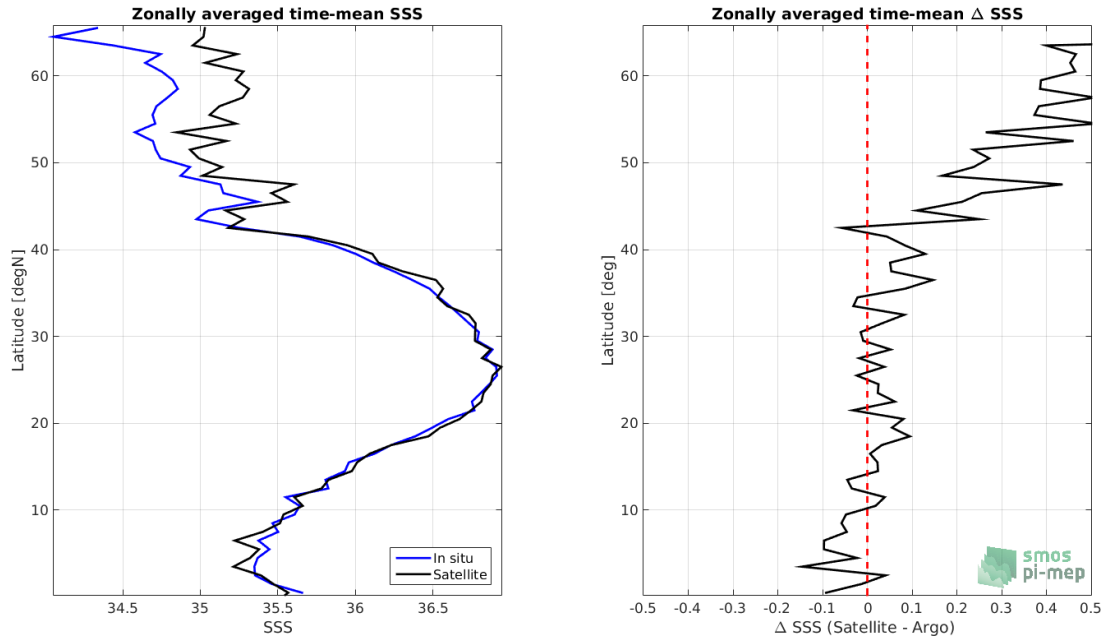 Zonally averaged time-mean SSS
Latitude [degN]
60
50
40
30
20
10
34.5 35 35.5 36 36.5
SSS
In situ
Satellite
Zonally averaged time-mean Δ SSS
Latitude [deg]
60
50
40
30
20
10
-0.5 -0.4 -0.3 -0.2 -0.1 0 0.1 0.2 0.3 0.4 0.5
Δ SSS (Satellite - Argo)
smos
pi-mep